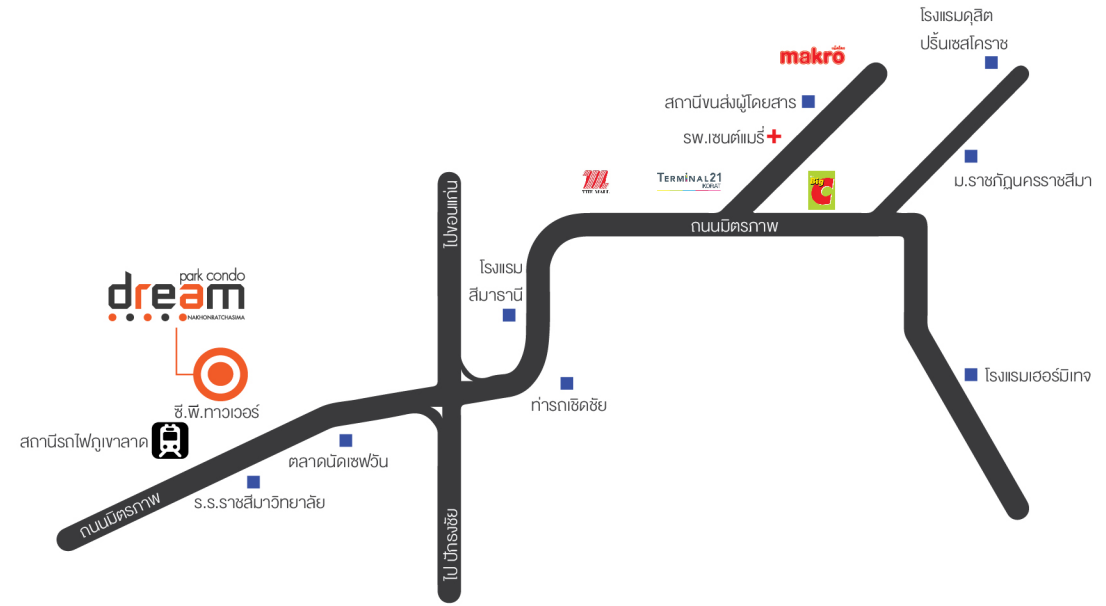 โรงแรมดุสิต
ปริ้นเซสโคราช
makro
สถานีขนส่งผู้โดยสาร
รพ.เซนต์แมรี่
ม.ราชภัฏนครราชสีมา
THE MALL
TERMINAL21
KORAT
Big
C
ไปขอนแก่น
ถนนมิตรภาพ
โรงแรม
สีมาธานี
park condo
dream
NAKHONRATCHASIMA
ซี.พี.ทาวเวอร์
ท่ารถเชิดชัย
โรงแรมเฮอร์มิเทจ
สถานีรถไฟภูเขาลาด
ตลาดนัดเซฟวัน
ร.ร.ราชสีมาวิทยาลัย
ถนนมิตรภาพ
ไป ปักธงชัย